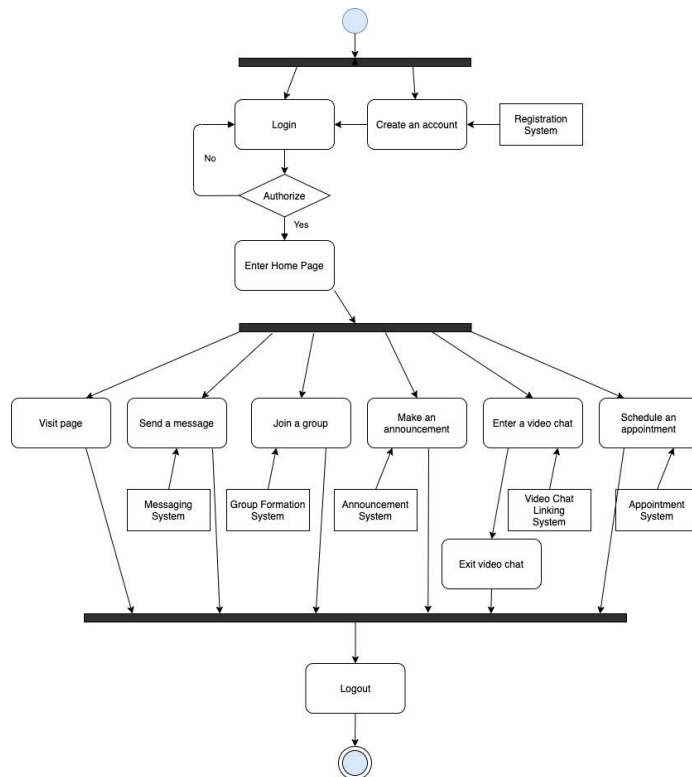 Login
Create an account
Registration
System
No
Authorize
Yes
Enter Home Page
Visit page
Send a message
Join a group
Make an
announcement
Enter a video chat
Schedule an
appointment
Messaging
System
Group Formation
System
Announcement
System
Video Chat
Linking
System
Appointment
System
Exit video chat
Logout